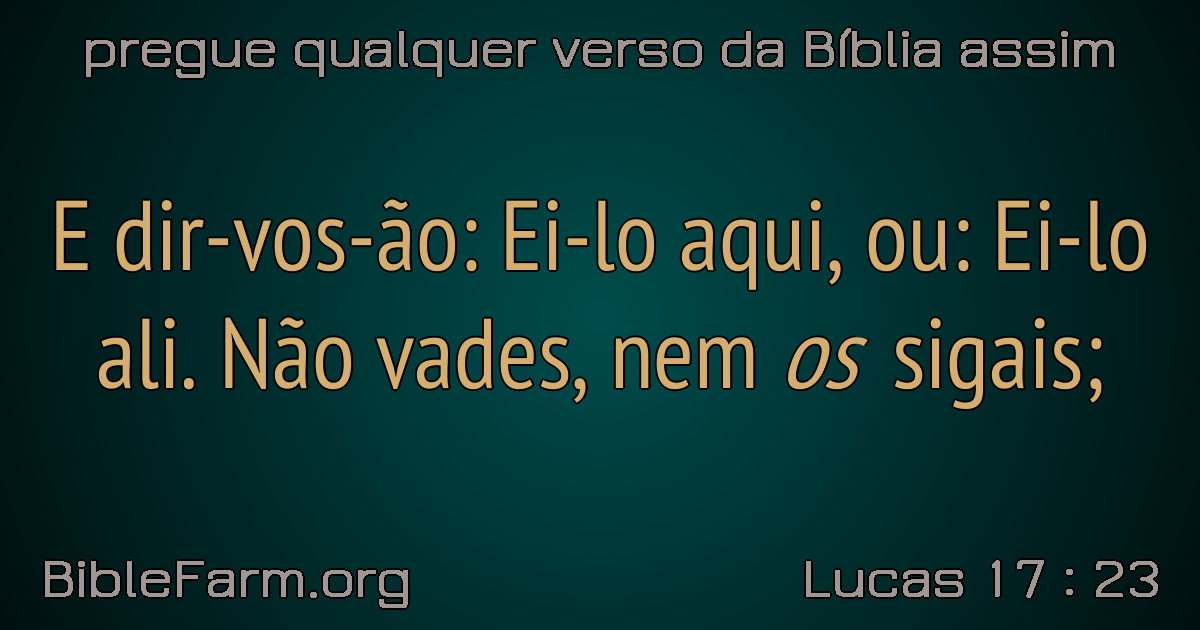 pregue qualquer verso da Bíblia assim
E dir-vos-ão: Ei-lo aqui, ou: Ei-lo
ali. Não vades, nem os sigais;
BibleFarm.org
Lucas 17 : 23